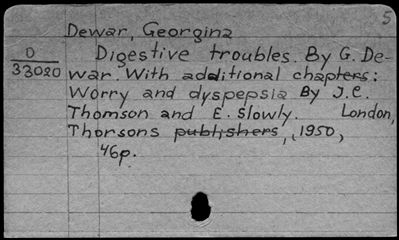 5
Dewar, Georgina
0
33020
Digestive troubles. By G. De-
war. With additional chapters:
Worry and dyspepsia By J.C.
Thomson and E. Slowly. London,
Thorsons publishers, 1950,
46p.